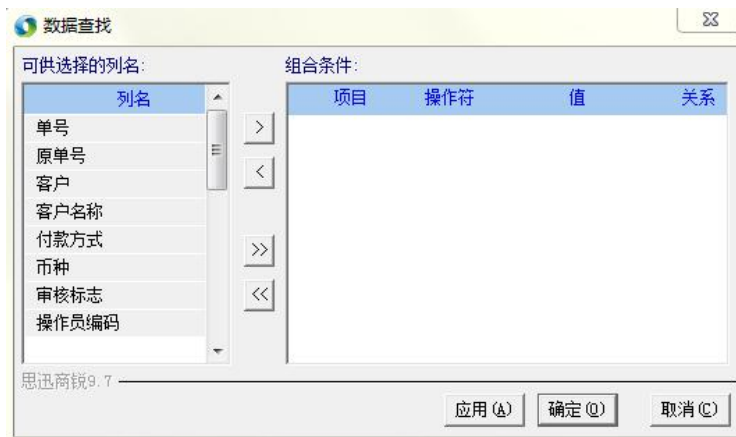 数据查找
可供选择的列名:
组合条件:
列名
项目 操作符 值 关系
单号
原单号
客户
客户名称
付款方式
币种
审核标志
操作员编码
>
<
>>
<<
思迅商锐9.7
应用(A) 确定(O) 取消(C)